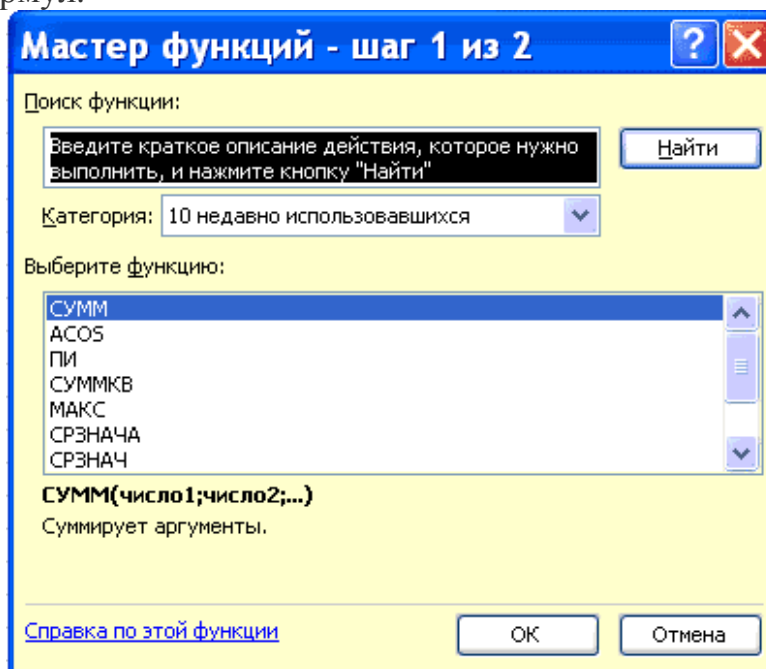 Мастер функций - шаг 1 из 2
Поиск функции:
Введите краткое описание действия, которое нужно
выполнить, и нажмите кнопку "Найти"
Найти
Категория: 10 недавно использовавшихся
Выберите функцию:
СУММ
ACOS
ПИ
СУММКВ
МАКС
СРЗНАЧА
СРЗНАЧ
СУММ(число1;число2;...)
Суммирует аргументы.
Справка по этой функции
ОК
Отмена